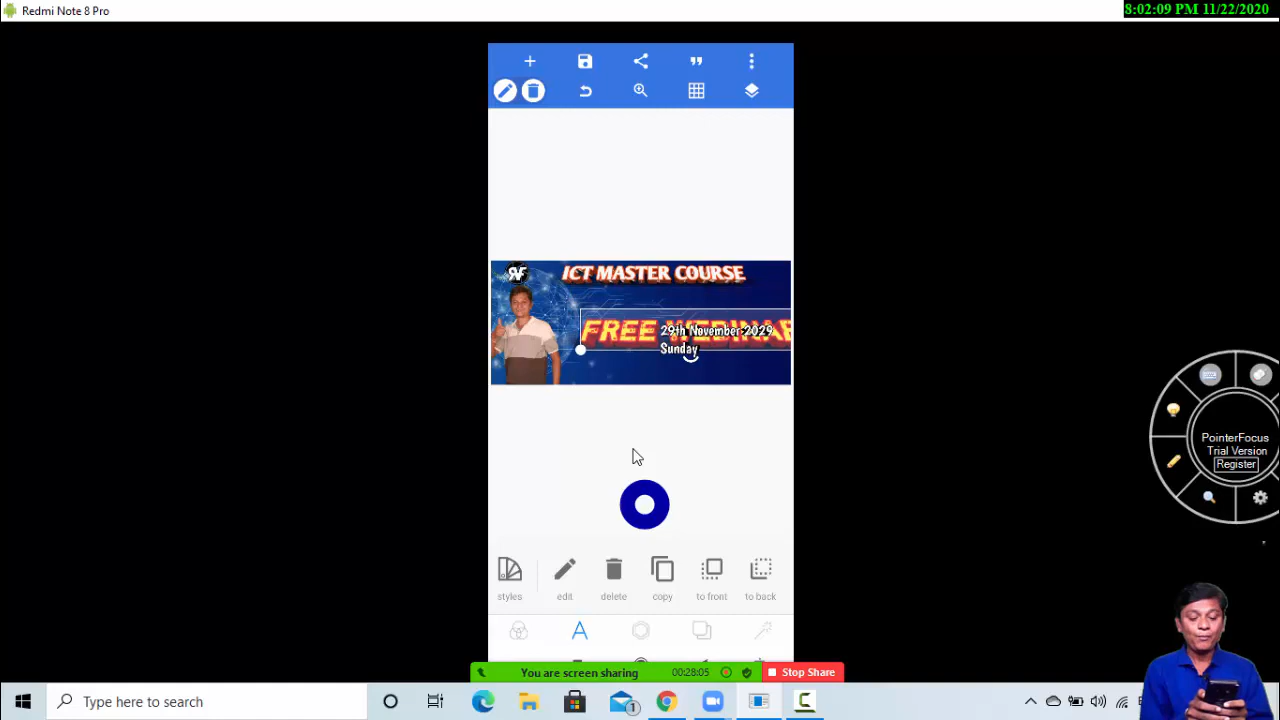 Redmi Note 8 Pro
8:02:09 PM 11/22/2020
ICT MASTER COURSE
FREE WEBINAR
29th November-2029
Sunday
PointerFocus
Trial Version
Register
styles
edit
delete
copy
to front
to back
A
You are screen sharing
00:28:05
Stop Share
Type here to search
1